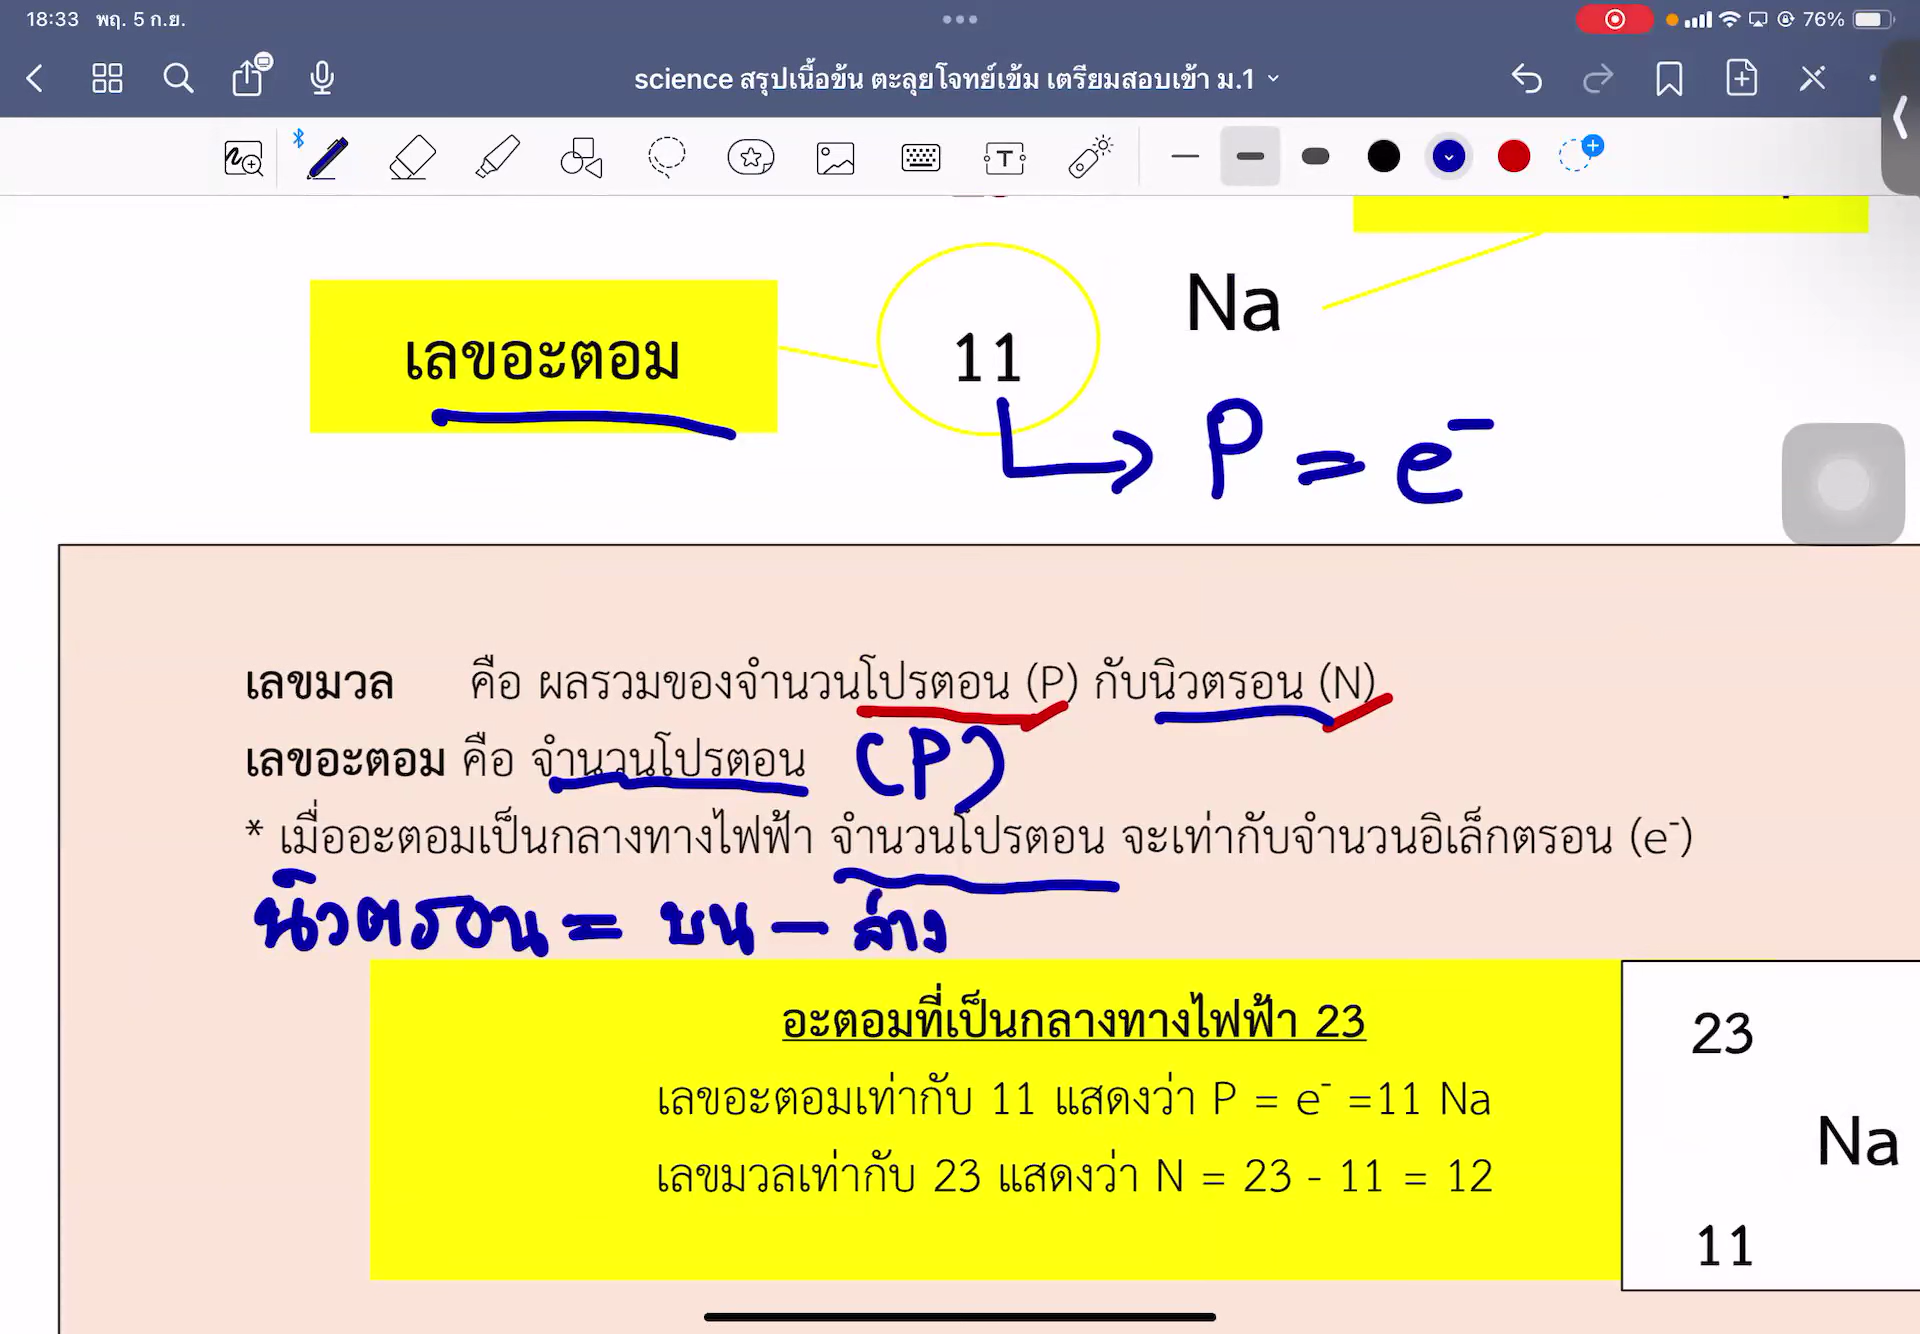 18:33 พฤ. 5 ก.ย.
76%
science สรุปเนื้อข้น ตะลุยโจทย์เข้ม เตรียมสอบเข้า ม.1
เลขอะตอม
11
Na
P = e⁻
เลขมวล คือ ผลรวมของจำนวนโปรตอน (P) กับนิวตรอน (N)
เลขอะตอม คือ จำนวนโปรตอน (P)
* เมื่ออะตอมเป็นกลางทางไฟฟ้า จำนวนโปรตอน จะเท่ากับจำนวนอิเล็กตรอน (e⁻)
นิวตรอน = บน - ล่าง
อะตอมที่เป็นกลางทางไฟฟ้า 23
เลขอะตอมเท่ากับ 11 แสดงว่า P = e⁻ =11 Na
เลขมวลเท่ากับ 23 แสดงว่า N = 23 - 11 = 12
23
Na
11